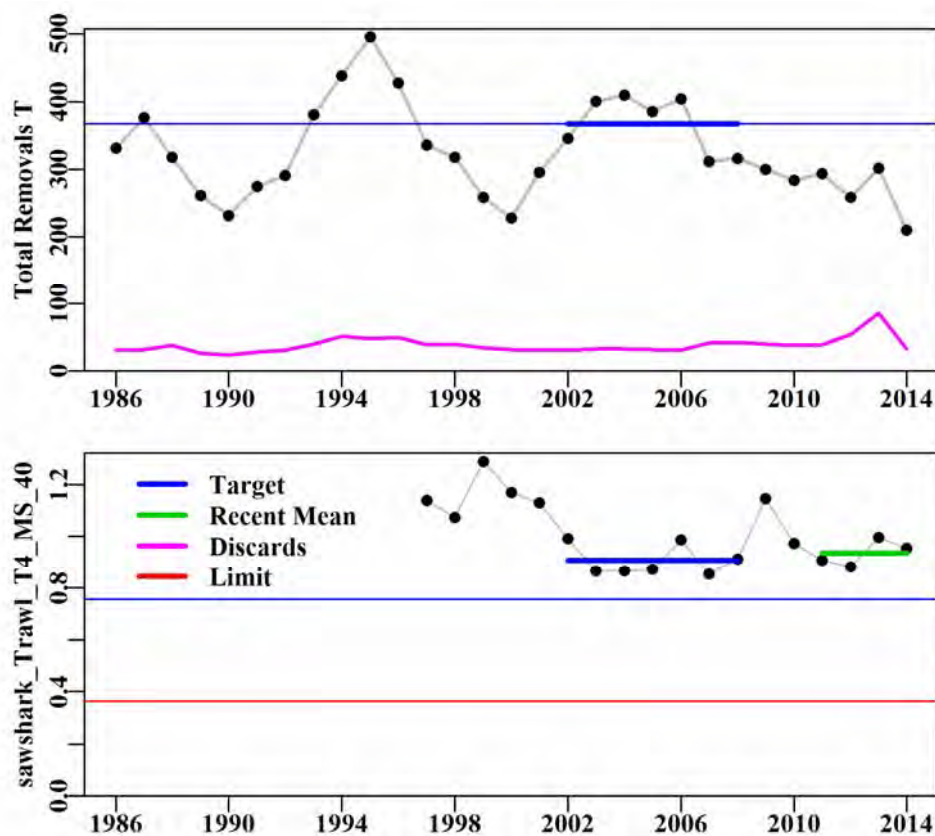 Total Removals T
500
400
300
200
100
0
1986 1990 1994 1998 2002 2006 2010 2014
sawshark_Trawl_T4_MS_40
1.2
0.8
0.4
0.0
Target
Recent Mean
Discards
Limit
1986 1990 1994 1998 2002 2006 2010 2014